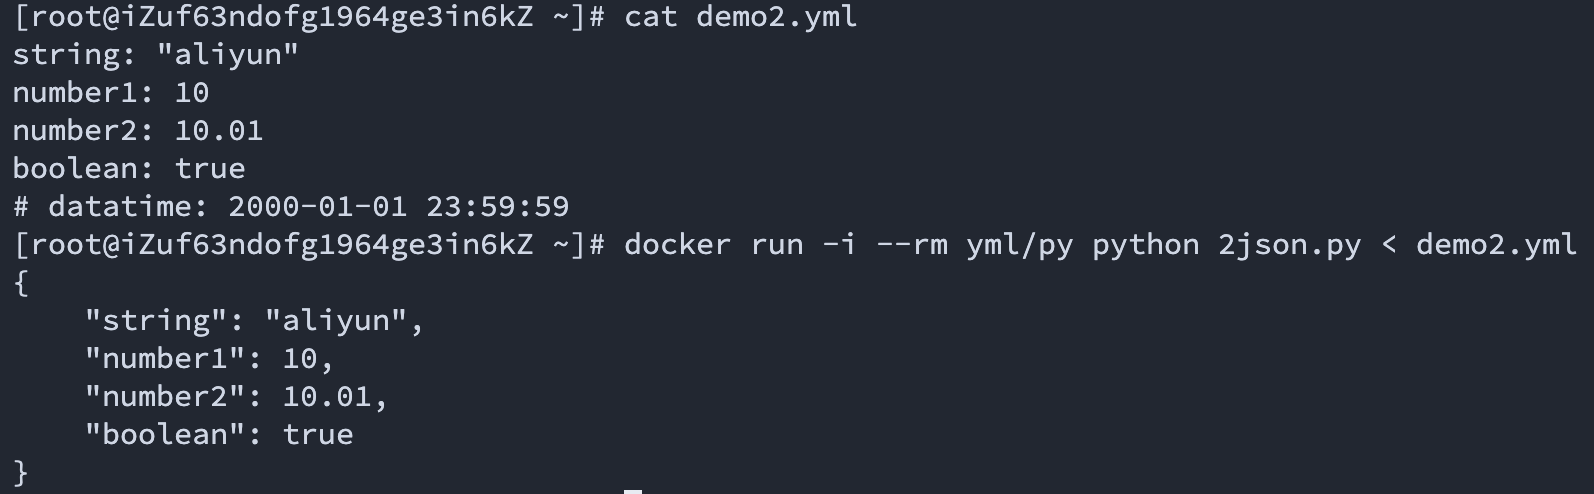 [root@iZuf63ndofg1964ge3in6kZ ~]# cat demo2.yml
string: "aliyun"
number1: 10
number2: 10.01
boolean: true
# datatime: 2000-01-01 23:59:59
[root@iZuf63ndofg1964ge3in6kZ ~]# docker run -i --rm yml/py python 2json.py < demo2.yml
{
    "string": "aliyun",
    "number1": 10,
    "number2": 10.01,
    "boolean": true
}